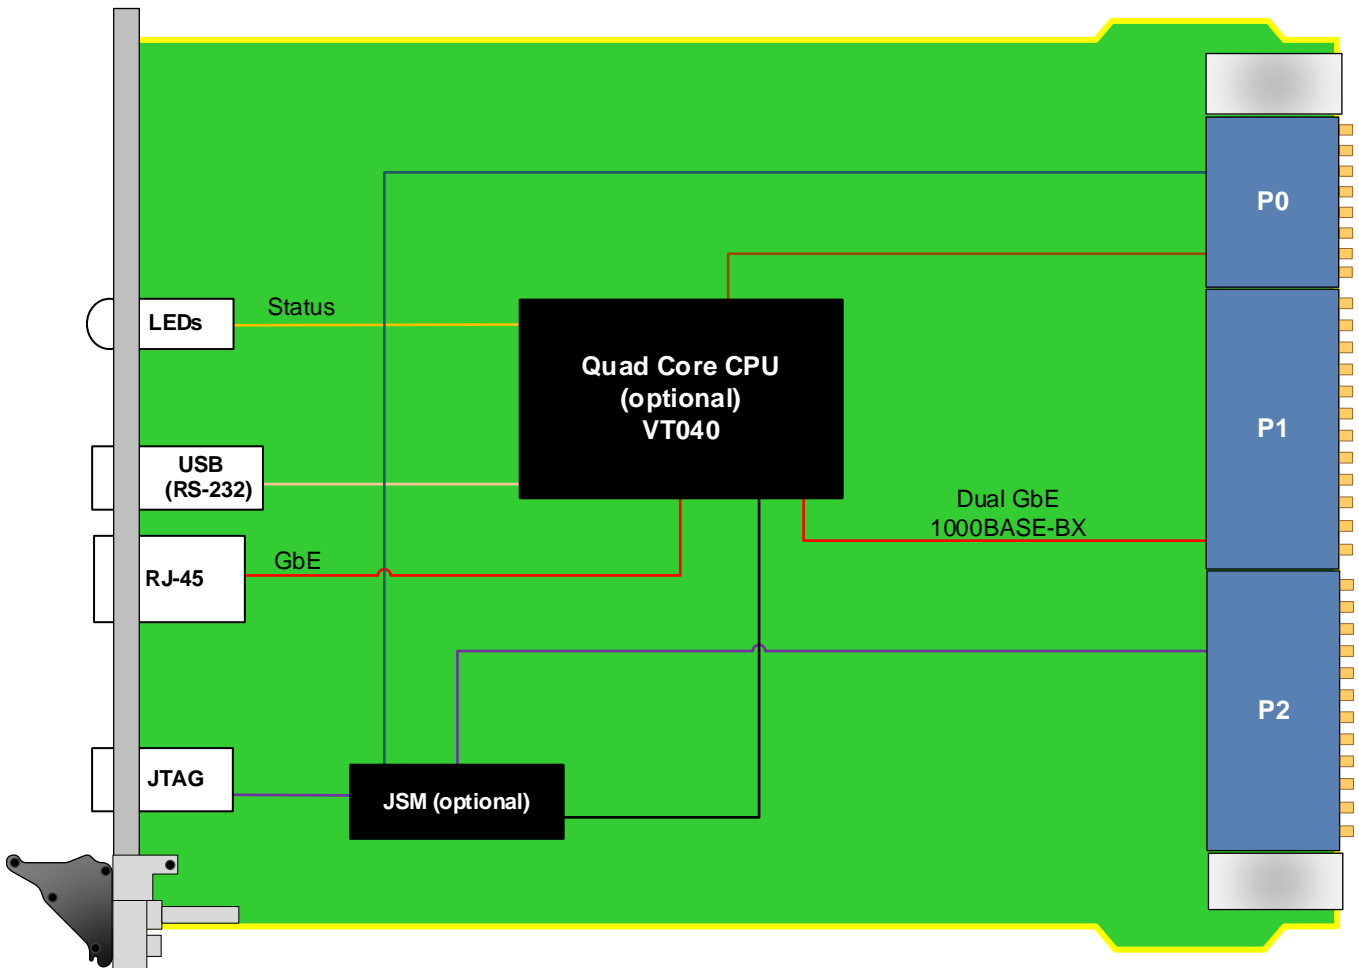 P0
Status
LEDs
Quad Core CPU
(optional)
VT040
P1
USB
(RS-232)
Dual GbE
1000BASE-BX
GbE
RJ-45
P2
JTAG
JSM (optional)